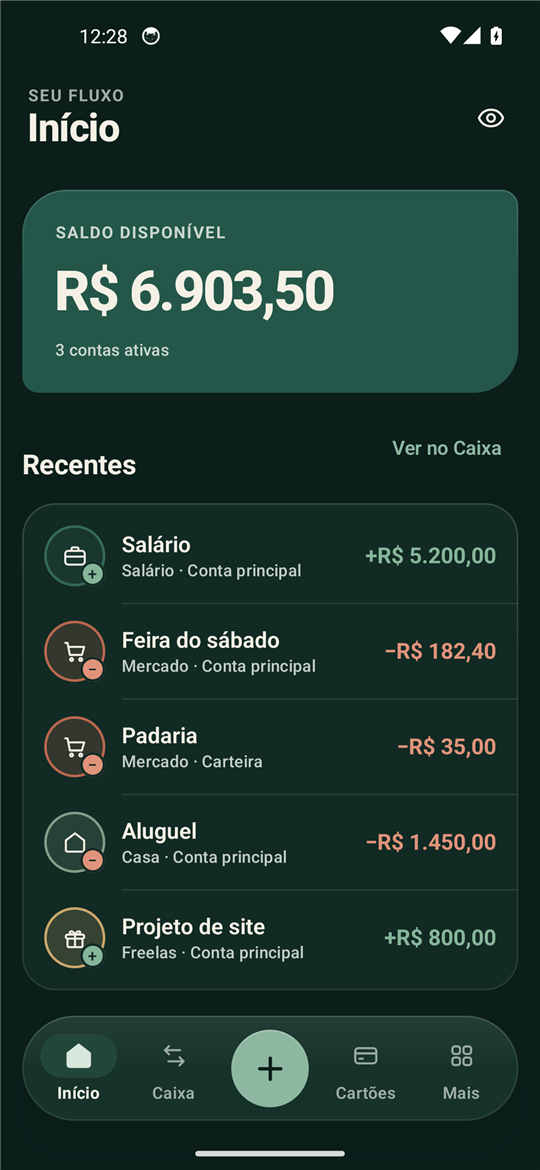 12:28
SEU FLUXO
Início
SALDO DISPONÍVEL
R$ 6.903,50
3 contas ativas
Ver no Caixa
Recentes
Salário
Salário · Conta principal
+R$ 5.200,00
Feira do sábado
Mercado · Conta principal
−R$ 182,40
Padaria
Mercado · Carteira
−R$ 35,00
Aluguel
Casa · Conta principal
−R$ 1.450,00
Projeto de site
Freelas · Conta principal
+R$ 800,00
Início
Caixa
Cartões
Mais